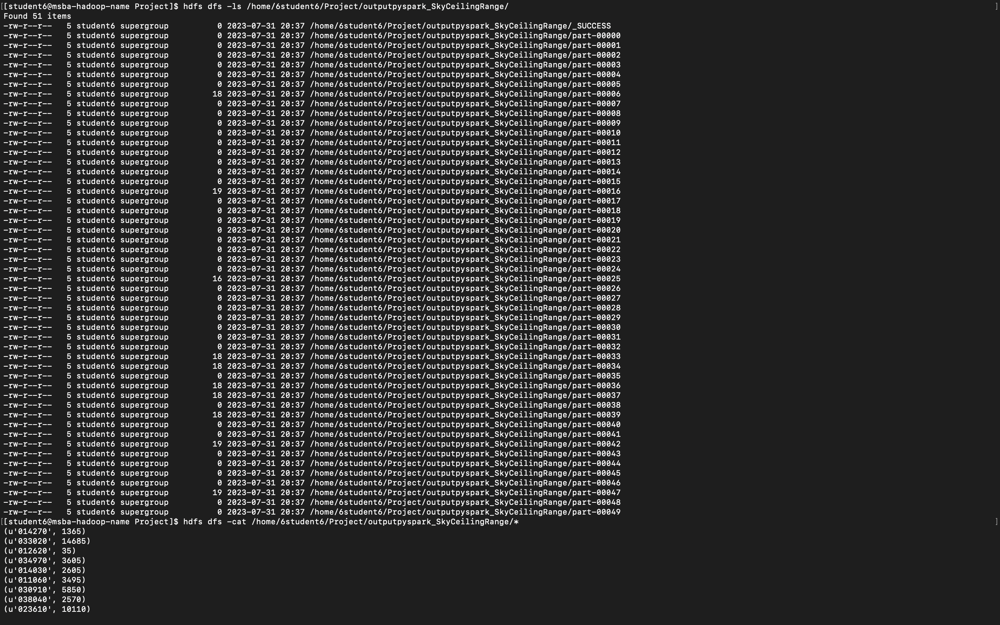 [[student6@msba-hadoop-name Project]$ hdfs dfs -ls /home/6student6/Project/outputpyspark_SkyCeilingRange/ ]
Found 51 items
-rw-r--r--   5 student6 supergroup          0 2023-07-31 20:37 /home/6student6/Project/outputpyspark_SkyCeilingRange/_SUCCESS
-rw-r--r--   5 student6 supergroup          0 2023-07-31 20:37 /home/6student6/Project/outputpyspark_SkyCeilingRange/part-00000
-rw-r--r--   5 student6 supergroup          0 2023-07-31 20:37 /home/6student6/Project/outputpyspark_SkyCeilingRange/part-00001
-rw-r--r--   5 student6 supergroup          0 2023-07-31 20:37 /home/6student6/Project/outputpyspark_SkyCeilingRange/part-00002
-rw-r--r--   5 student6 supergroup          0 2023-07-31 20:37 /home/6student6/Project/outputpyspark_SkyCeilingRange/part-00003
-rw-r--r--   5 student6 supergroup          0 2023-07-31 20:37 /home/6student6/Project/outputpyspark_SkyCeilingRange/part-00004
-rw-r--r--   5 student6 supergroup          0 2023-07-31 20:37 /home/6student6/Project/outputpyspark_SkyCeilingRange/part-00005
-rw-r--r--   5 student6 supergroup         18 2023-07-31 20:37 /home/6student6/Project/outputpyspark_SkyCeilingRange/part-00006
-rw-r--r--   5 student6 supergroup          0 2023-07-31 20:37 /home/6student6/Project/outputpyspark_SkyCeilingRange/part-00007
-rw-r--r--   5 student6 supergroup          0 2023-07-31 20:37 /home/6student6/Project/outputpyspark_SkyCeilingRange/part-00008
-rw-r--r--   5 student6 supergroup          0 2023-07-31 20:37 /home/6student6/Project/outputpyspark_SkyCeilingRange/part-00009
-rw-r--r--   5 student6 supergroup          0 2023-07-31 20:37 /home/6student6/Project/outputpyspark_SkyCeilingRange/part-00010
-rw-r--r--   5 student6 supergroup          0 2023-07-31 20:37 /home/6student6/Project/outputpyspark_SkyCeilingRange/part-00011
-rw-r--r--   5 student6 supergroup          0 2023-07-31 20:37 /home/6student6/Project/outputpyspark_SkyCeilingRange/part-00012
-rw-r--r--   5 student6 supergroup          0 2023-07-31 20:37 /home/6student6/Project/outputpyspark_SkyCeilingRange/part-00013
-rw-r--r--   5 student6 supergroup          0 2023-07-31 20:37 /home/6student6/Project/outputpyspark_SkyCeilingRange/part-00014
-rw-r--r--   5 student6 supergroup          0 2023-07-31 20:37 /home/6student6/Project/outputpyspark_SkyCeilingRange/part-00015
-rw-r--r--   5 student6 supergroup         19 2023-07-31 20:37 /home/6student6/Project/outputpyspark_SkyCeilingRange/part-00016
-rw-r--r--   5 student6 supergroup          0 2023-07-31 20:37 /home/6student6/Project/outputpyspark_SkyCeilingRange/part-00017
-rw-r--r--   5 student6 supergroup          0 2023-07-31 20:37 /home/6student6/Project/outputpyspark_SkyCeilingRange/part-00018
-rw-r--r--   5 student6 supergroup          0 2023-07-31 20:37 /home/6student6/Project/outputpyspark_SkyCeilingRange/part-00019
-rw-r--r--   5 student6 supergroup          0 2023-07-31 20:37 /home/6student6/Project/outputpyspark_SkyCeilingRange/part-00020
-rw-r--r--   5 student6 supergroup          0 2023-07-31 20:37 /home/6student6/Project/outputpyspark_SkyCeilingRange/part-00021
-rw-r--r--   5 student6 supergroup          0 2023-07-31 20:37 /home/6student6/Project/outputpyspark_SkyCeilingRange/part-00022
-rw-r--r--   5 student6 supergroup          0 2023-07-31 20:37 /home/6student6/Project/outputpyspark_SkyCeilingRange/part-00023
-rw-r--r--   5 student6 supergroup          0 2023-07-31 20:37 /home/6student6/Project/outputpyspark_SkyCeilingRange/part-00024
-rw-r--r--   5 student6 supergroup         16 2023-07-31 20:37 /home/6student6/Project/outputpyspark_SkyCeilingRange/part-00025
-rw-r--r--   5 student6 supergroup          0 2023-07-31 20:37 /home/6student6/Project/outputpyspark_SkyCeilingRange/part-00026
-rw-r--r--   5 student6 supergroup          0 2023-07-31 20:37 /home/6student6/Project/outputpyspark_SkyCeilingRange/part-00027
-rw-r--r--   5 student6 supergroup          0 2023-07-31 20:37 /home/6student6/Project/outputpyspark_SkyCeilingRange/part-00028
-rw-r--r--   5 student6 supergroup          0 2023-07-31 20:37 /home/6student6/Project/outputpyspark_SkyCeilingRange/part-00029
-rw-r--r--   5 student6 supergroup          0 2023-07-31 20:37 /home/6student6/Project/outputpyspark_SkyCeilingRange/part-00030
-rw-r--r--   5 student6 supergroup          0 2023-07-31 20:37 /home/6student6/Project/outputpyspark_SkyCeilingRange/part-00031
-rw-r--r--   5 student6 supergroup          0 2023-07-31 20:37 /home/6student6/Project/outputpyspark_SkyCeilingRange/part-00032
-rw-r--r--   5 student6 supergroup         18 2023-07-31 20:37 /home/6student6/Project/outputpyspark_SkyCeilingRange/part-00033
-rw-r--r--   5 student6 supergroup         18 2023-07-31 20:37 /home/6student6/Project/outputpyspark_SkyCeilingRange/part-00034
-rw-r--r--   5 student6 supergroup          0 2023-07-31 20:37 /home/6student6/Project/outputpyspark_SkyCeilingRange/part-00035
-rw-r--r--   5 student6 supergroup         18 2023-07-31 20:37 /home/6student6/Project/outputpyspark_SkyCeilingRange/part-00036
-rw-r--r--   5 student6 supergroup         18 2023-07-31 20:37 /home/6student6/Project/outputpyspark_SkyCeilingRange/part-00037
-rw-r--r--   5 student6 supergroup          0 2023-07-31 20:37 /home/6student6/Project/outputpyspark_SkyCeilingRange/part-00038
-rw-r--r--   5 student6 supergroup         18 2023-07-31 20:37 /home/6student6/Project/outputpyspark_SkyCeilingRange/part-00039
-rw-r--r--   5 student6 supergroup          0 2023-07-31 20:37 /home/6student6/Project/outputpyspark_SkyCeilingRange/part-00040
-rw-r--r--   5 student6 supergroup          0 2023-07-31 20:37 /home/6student6/Project/outputpyspark_SkyCeilingRange/part-00041
-rw-r--r--   5 student6 supergroup         19 2023-07-31 20:37 /home/6student6/Project/outputpyspark_SkyCeilingRange/part-00042
-rw-r--r--   5 student6 supergroup          0 2023-07-31 20:37 /home/6student6/Project/outputpyspark_SkyCeilingRange/part-00043
-rw-r--r--   5 student6 supergroup          0 2023-07-31 20:37 /home/6student6/Project/outputpyspark_SkyCeilingRange/part-00044
-rw-r--r--   5 student6 supergroup          0 2023-07-31 20:37 /home/6student6/Project/outputpyspark_SkyCeilingRange/part-00045
-rw-r--r--   5 student6 supergroup          0 2023-07-31 20:37 /home/6student6/Project/outputpyspark_SkyCeilingRange/part-00046
-rw-r--r--   5 student6 supergroup         19 2023-07-31 20:37 /home/6student6/Project/outputpyspark_SkyCeilingRange/part-00047
-rw-r--r--   5 student6 supergroup          0 2023-07-31 20:37 /home/6student6/Project/outputpyspark_SkyCeilingRange/part-00048
-rw-r--r--   5 student6 supergroup          0 2023-07-31 20:37 /home/6student6/Project/outputpyspark_SkyCeilingRange/part-00049
[[student6@msba-hadoop-name Project]$ hdfs dfs -cat /home/6student6/Project/outputpyspark_SkyCeilingRange/* ]
(u'014270', 1365)
(u'033020', 14685)
(u'012620', 35)
(u'034970', 3605)
(u'014030', 2605)
(u'011060', 3495)
(u'030910', 5850)
(u'038040', 2570)
(u'023610', 10110)